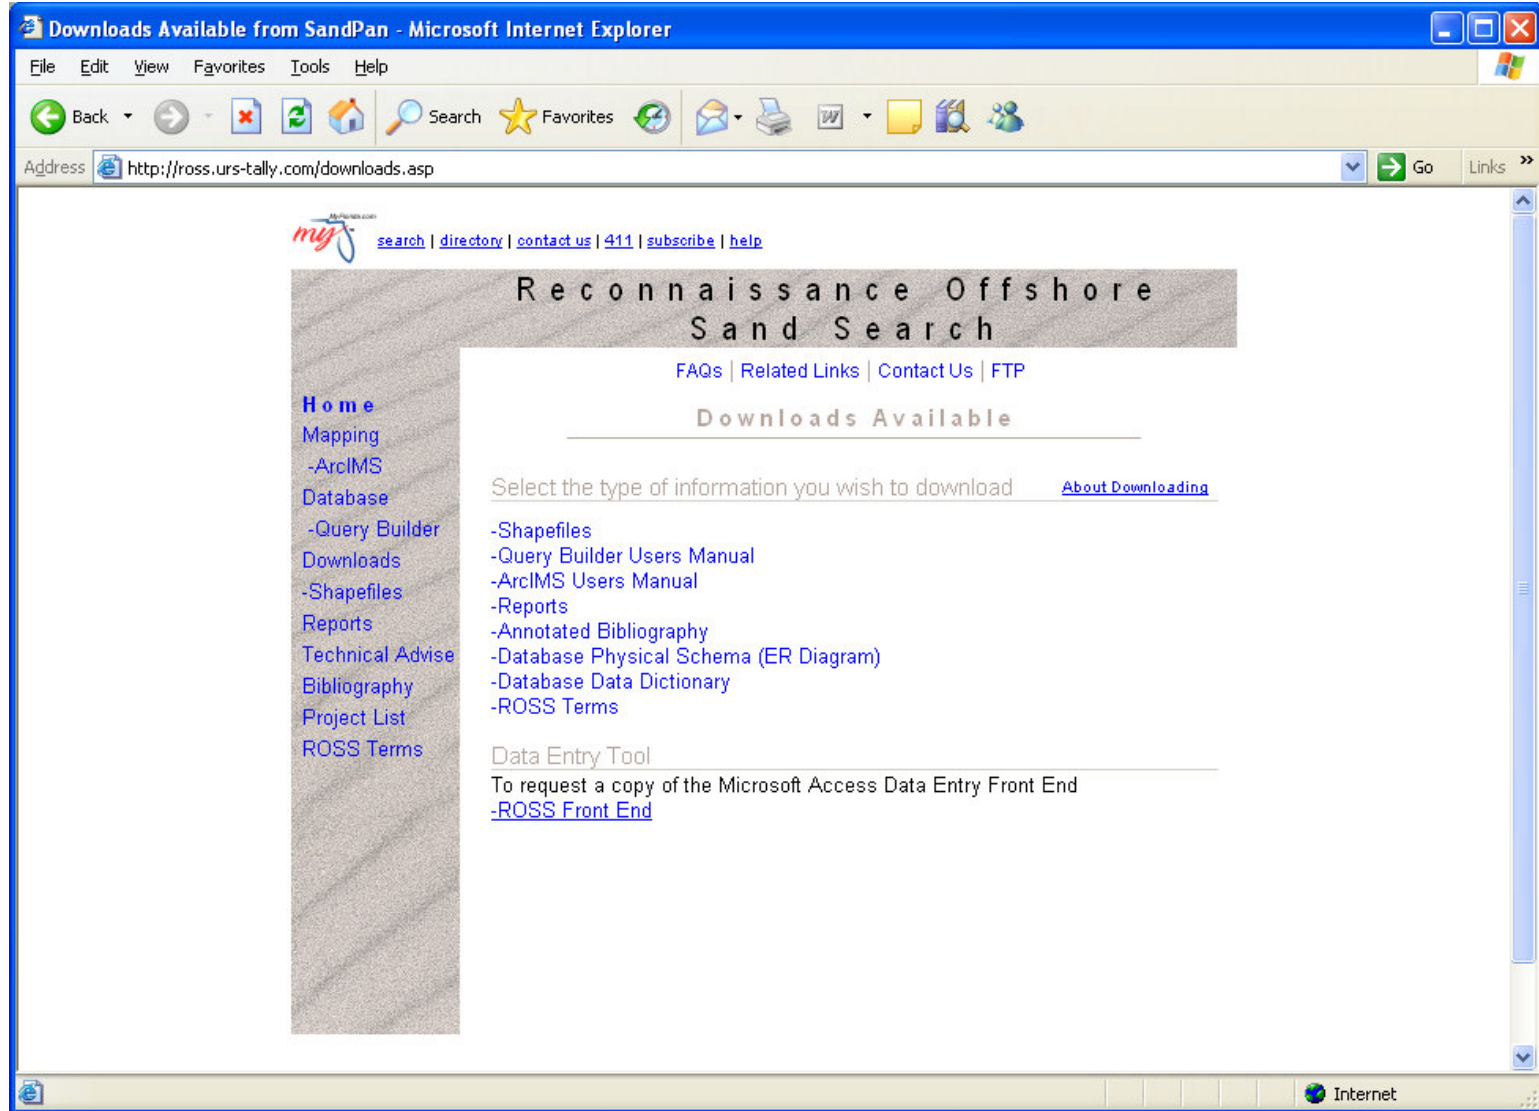 Downloads Available from SandPan - Microsoft Internet Explorer
File Edit View Favorites Tools Help
Back Search Favorites
Address http://ross.urs-tally.com/downloads.asp Go Links »
MyFlorida.com
my
search | directory | contact us | 411 | subscribe | help
Reconnaissance Offshore
Sand Search
FAQs | Related Links | Contact Us | FTP
Home
Mapping
-ArcIMS
Database
-Query Builder
Downloads
-Shapefiles
Reports
Technical Advise
Bibliography
Project List
ROSS Terms
Downloads Available
Select the type of information you wish to download About Downloading
-Shapefiles
-Query Builder Users Manual
-ArcIMS Users Manual
-Reports
-Annotated Bibliography
-Database Physical Schema (ER Diagram)
-Database Data Dictionary
-ROSS Terms
Data Entry Tool
To request a copy of the Microsoft Access Data Entry Front End
-ROSS Front End
Internet